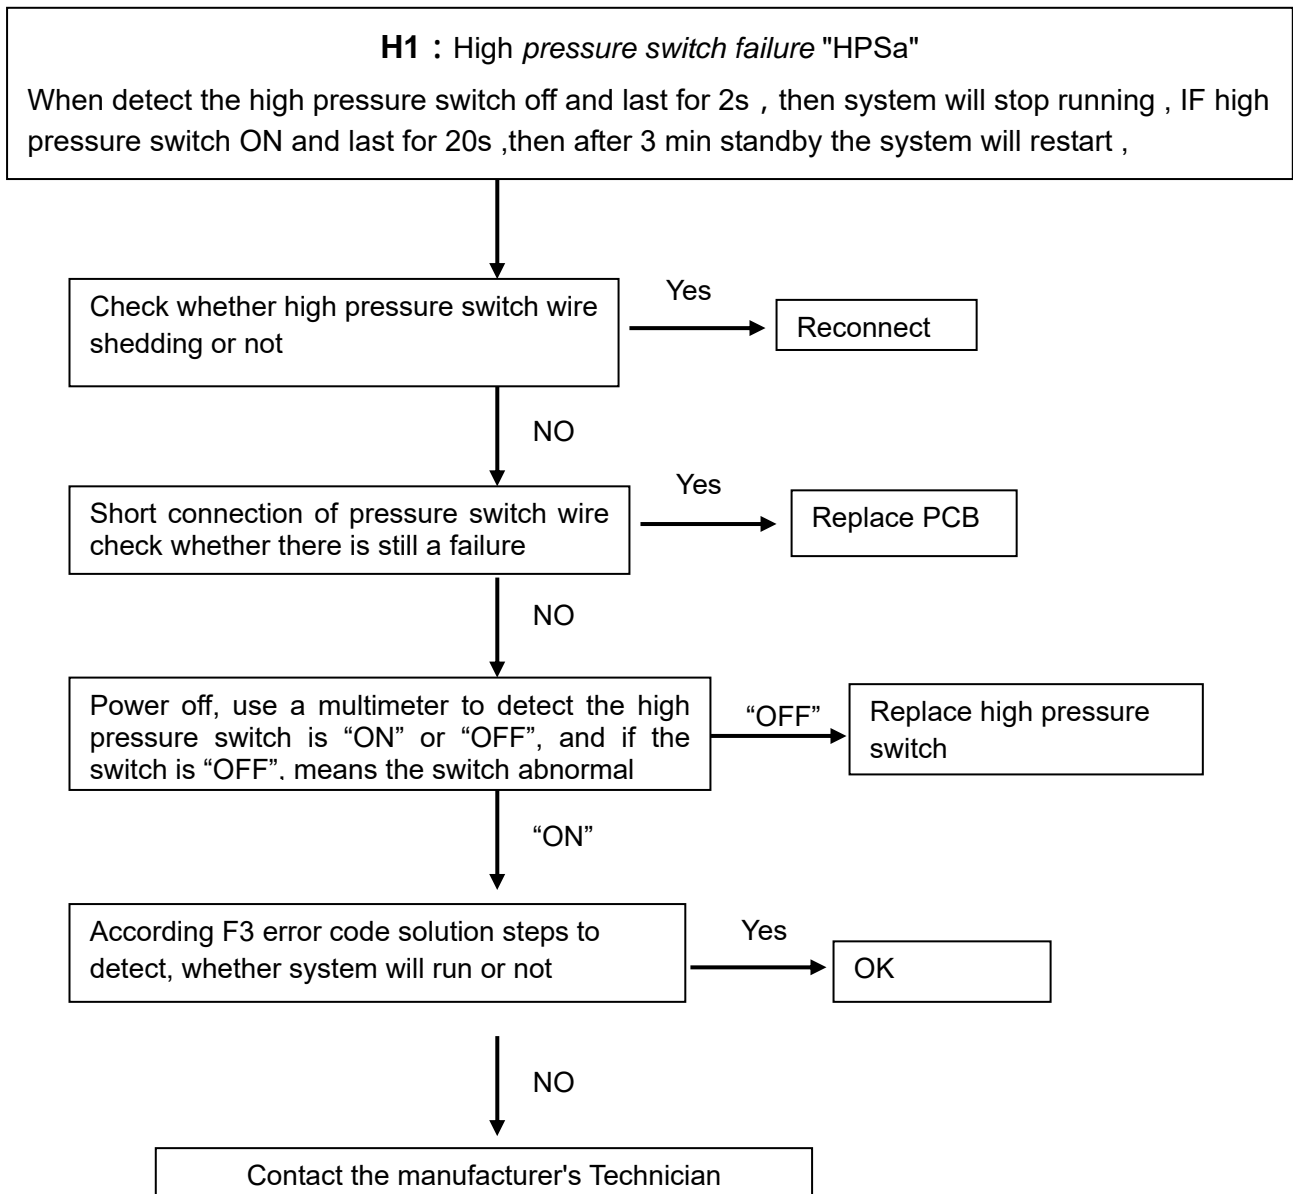 H1：High pressure switch failure "HPSa"
When detect the high pressure switch off and last for 2s , then system will stop running , IF high
pressure switch ON and last for 20s ,then after 3 min standby the system will restart ,
Check whether high pressure switch wire
shedding or not
Yes
Reconnect
NO
Short connection of pressure switch wire
check whether there is still a failure
Yes
Replace PCB
NO
Power off, use a multimeter to detect the high
pressure switch is “ON” or “OFF”, and if the
switch is “OFF”, means the switch abnormal
“OFF”
Replace high pressure
switch
“ON”
According F3 error code solution steps to
detect, whether system will run or not
Yes
OK
NO
Contact the manufacturer's Technician